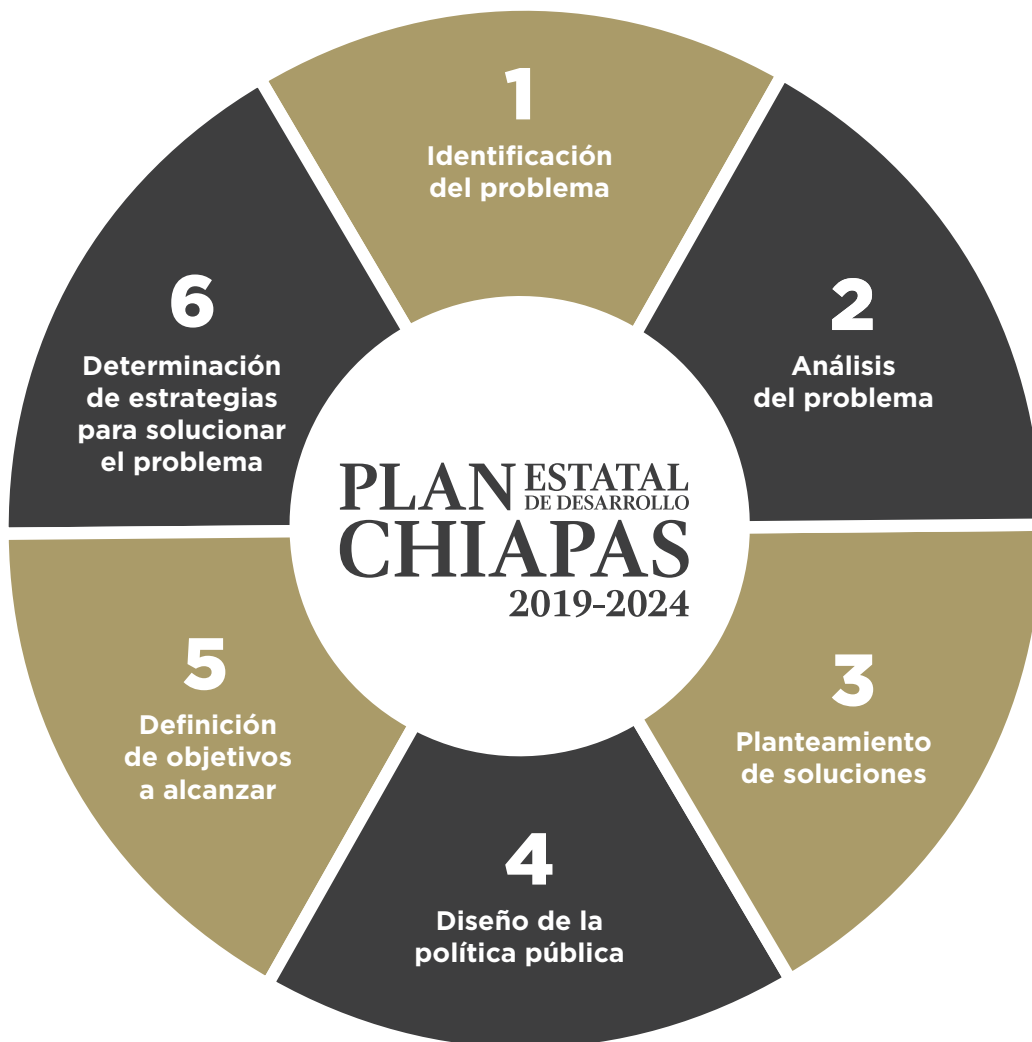 1
Identificación
del problema
2
Análisis
del problema
3
Planteamiento
de soluciones
4
Diseño de la
política pública
5
Definición
de objetivos
a alcanzar
6
Determinación
de estrategias
para solucionar
el problema
PLAN ESTATAL
DE DESARROLLO
CHIAPAS
2019-2024